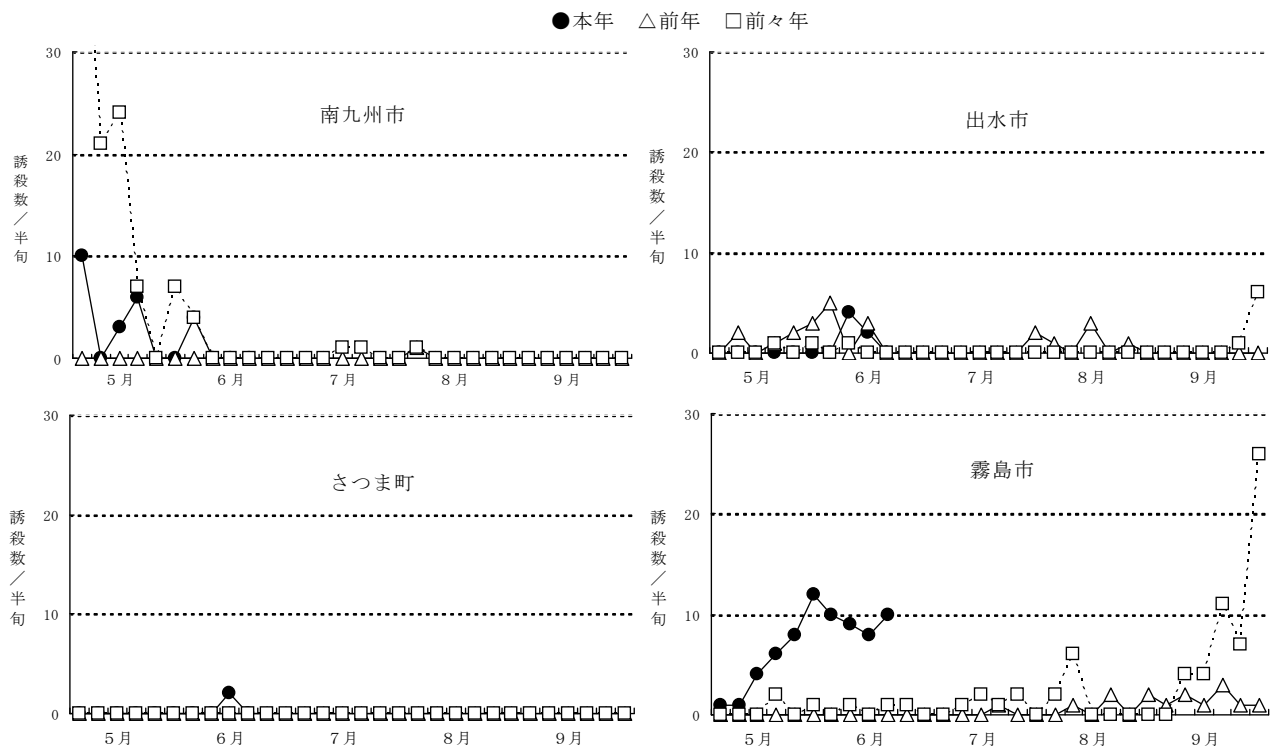 ●本年 △前年 □前々年
南九州市
誘殺数／半旬
30
20
10
0
5月 6月 7月 8月 9月
出水市
誘殺数／半旬
30
20
10
0
5月 6月 7月 8月 9月
さつま町
誘殺数／半旬
30
20
10
0
5月 6月 7月 8月 9月
霧島市
誘殺数／半旬
30
20
10
0
5月 6月 7月 8月 9月